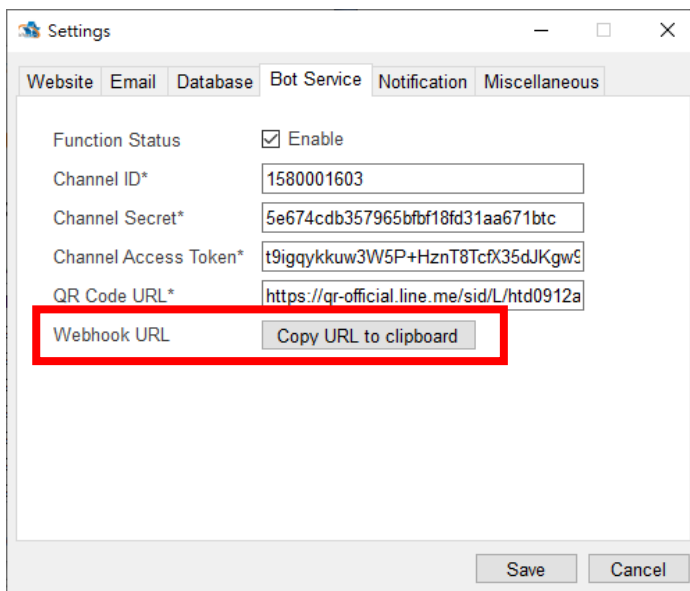 Settings
Website Email Database Bot Service Notification Miscellaneous
Function Status Enable
Channel ID* 1580001603
Channel Secret* 5e674cdb357965bfbf18fd31aa671btc
Channel Access Token* t9igqykkuw3W5P+HznT8TcfX35dJKgw9
QR Code URL* https://qr-official.line.me/sid/L/htd0912a
Webhook URL Copy URL to clipboard
Save Cancel